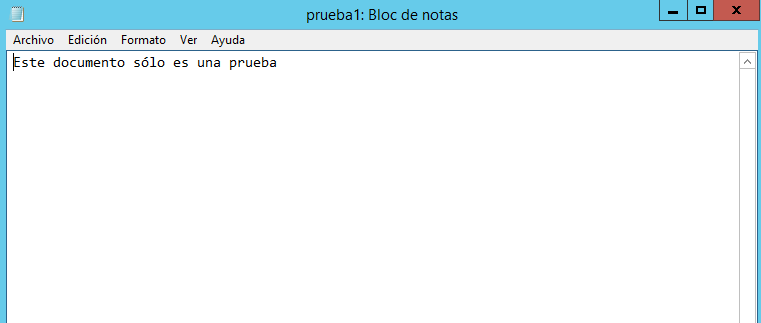 prueba1: Bloc de notas
Archivo Edición Formato Ver Ayuda
Este documento sólo es una prueba